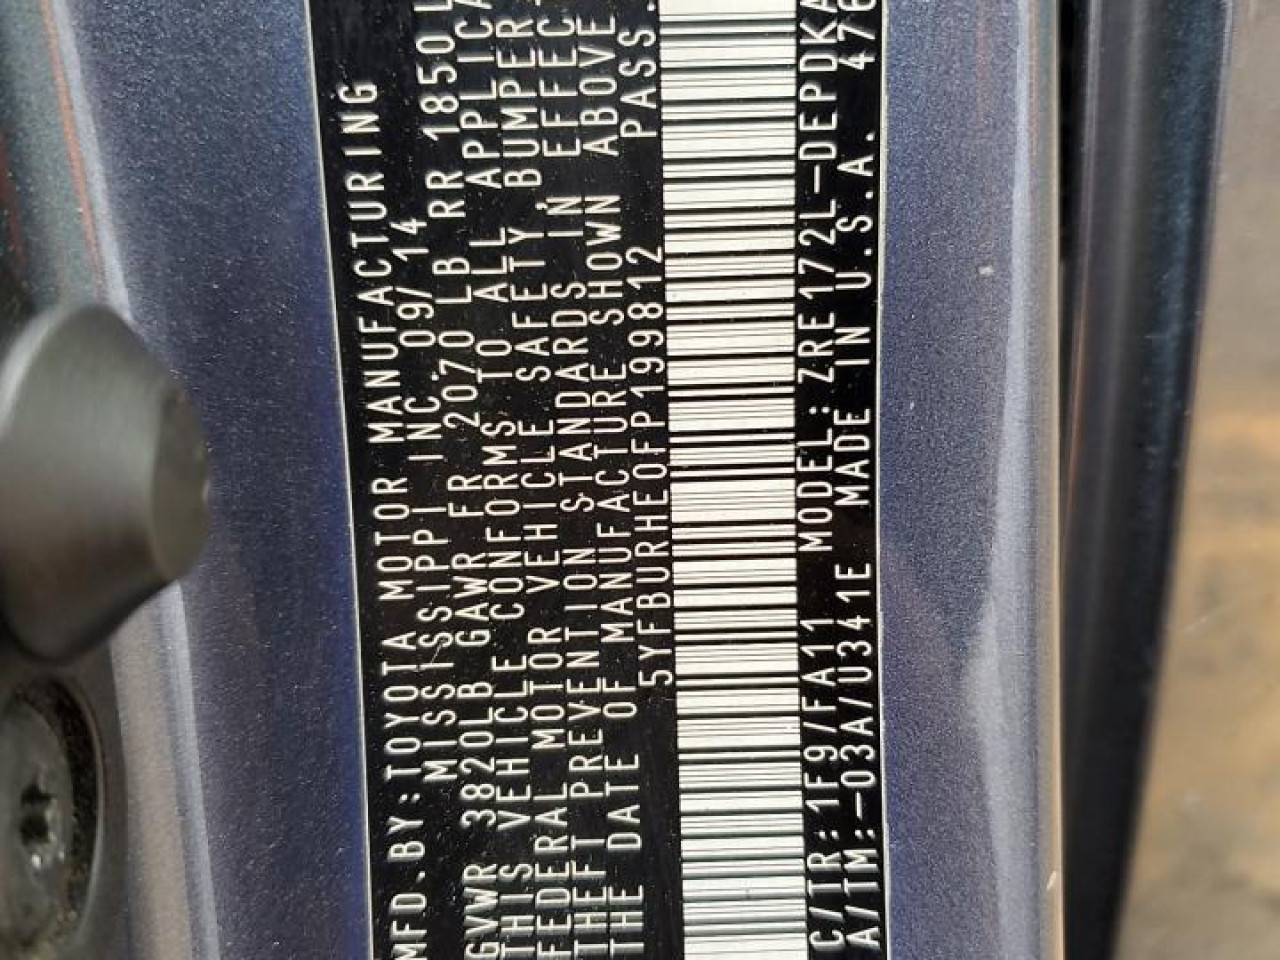 MFD.BY:TOYOTA MOTOR MANUFACTURING
MISSISSIPPI INC. 09/14
GVWR 3820LB GAWR FR 2070 LB RR 1850L
THIS VEHICLE CONFORMS TO ALL APPLICA
FEDERAL MOTOR VEHICLE SAFETY,BUMPER
THEFT PREVENTION STANDARDS IN EFFEC
THE DATE OF MANUFACTURE SHOWN ABOVE
5YFBURHE0FP199812 PASS.
C/TR:1F9/FA11 MODEL:ZRE172L-DEPDKA
A/TM:-03A/U341E MADE IN U.S.A. 476